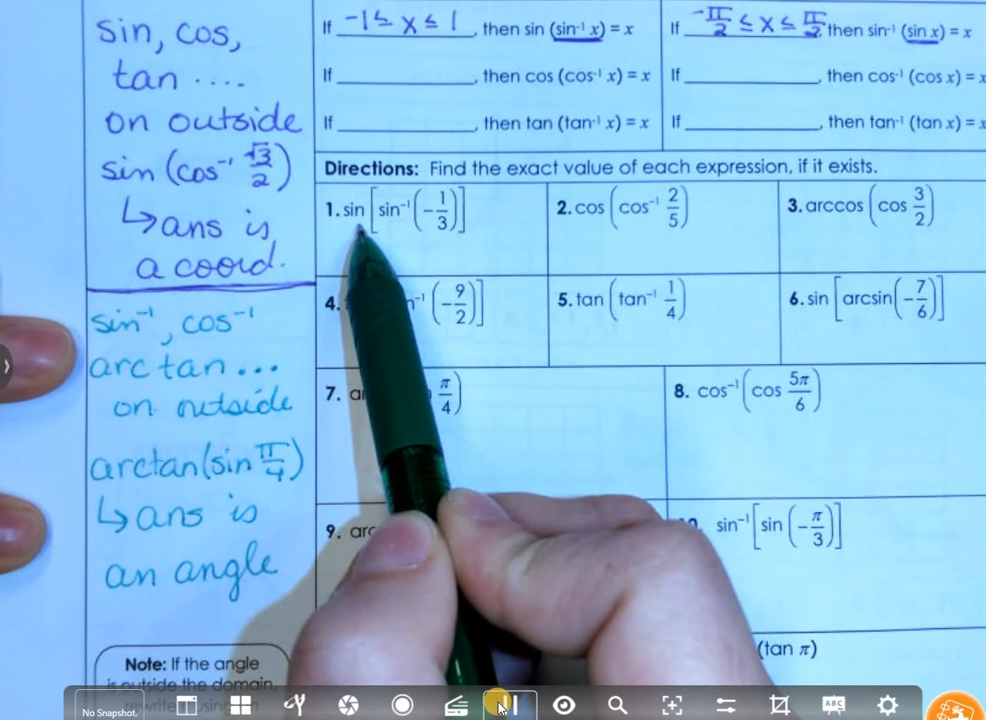 sin, cos,
tan ....
on outside
sin (cos⁻¹ √3/2)
↳ans is
a coord.
sin⁻¹, cos⁻¹
arctan ...
on outside
arctan(sin π/4)
↳ans is
an angle
Note: If the angle
is outside the domain,
If -1 ≤ x ≤ 1, then sin (sin⁻¹ x) = x
If -π/2 ≤ x ≤ π/2, then sin⁻¹ (sin x) = x
If ____________, then cos (cos⁻¹ x) = x
If ____________, then cos⁻¹ (cos x) = x
If ____________, then tan (tan⁻¹ x) = x
If ____________, then tan⁻¹ (tan x) = x
Directions: Find the exact value of each expression, if it exists.
1. sin [sin⁻¹ (-1/3)]
2. cos (cos⁻¹ 2/5)
3. arccos (cos 3/2)
4. (-9/2)]
5. tan (tan⁻¹ 1/4)
6. sin [arcsin (-7/6)]
7. π/4)
8. cos⁻¹ (cos 5π/6)
9.
sin⁻¹ [sin (-π/3)]
(tan π)
No Snapshot.
ABC